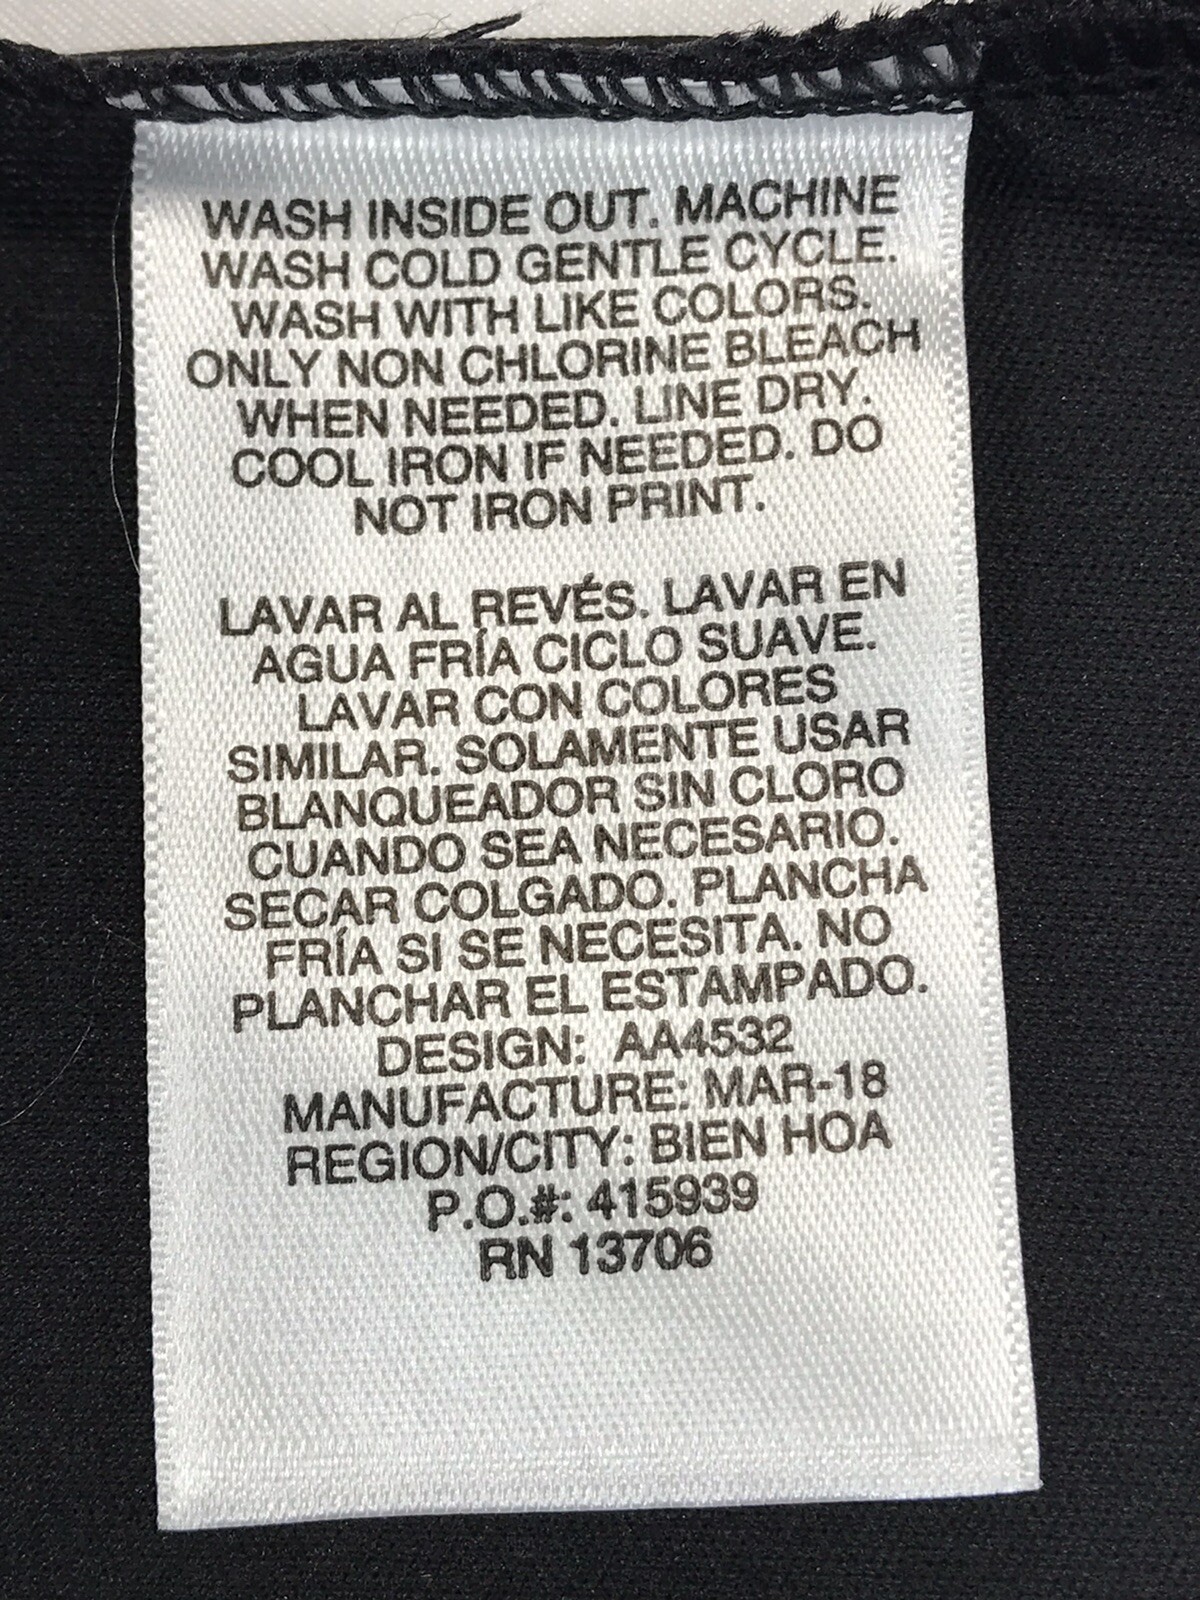 WASH INSIDE OUT. MACHINE
WASH COLD GENTLE CYCLE.
WASH WITH LIKE COLORS.
ONLY NON CHLORINE BLEACH
WHEN NEEDED. LINE DRY.
COOL IRON IF NEEDED. DO
NOT IRON PRINT.
LAVAR AL REVÉS. LAVAR EN
AGUA FRÍA CICLO SUAVE.
LAVAR CON COLORES
SIMILAR. SOLAMENTE USAR
BLANQUEADOR SIN CLORO
CUANDO SEA NECESARIO.
SECAR COLGADO. PLANCHA
FRÍA SI SE NECESITA. NO
PLANCHAR EL ESTAMPADO.
DESIGN: AA4532
MANUFACTURE: MAR-18
REGION/CITY: BIEN HOA
P.O.#: 415939
RN 13706